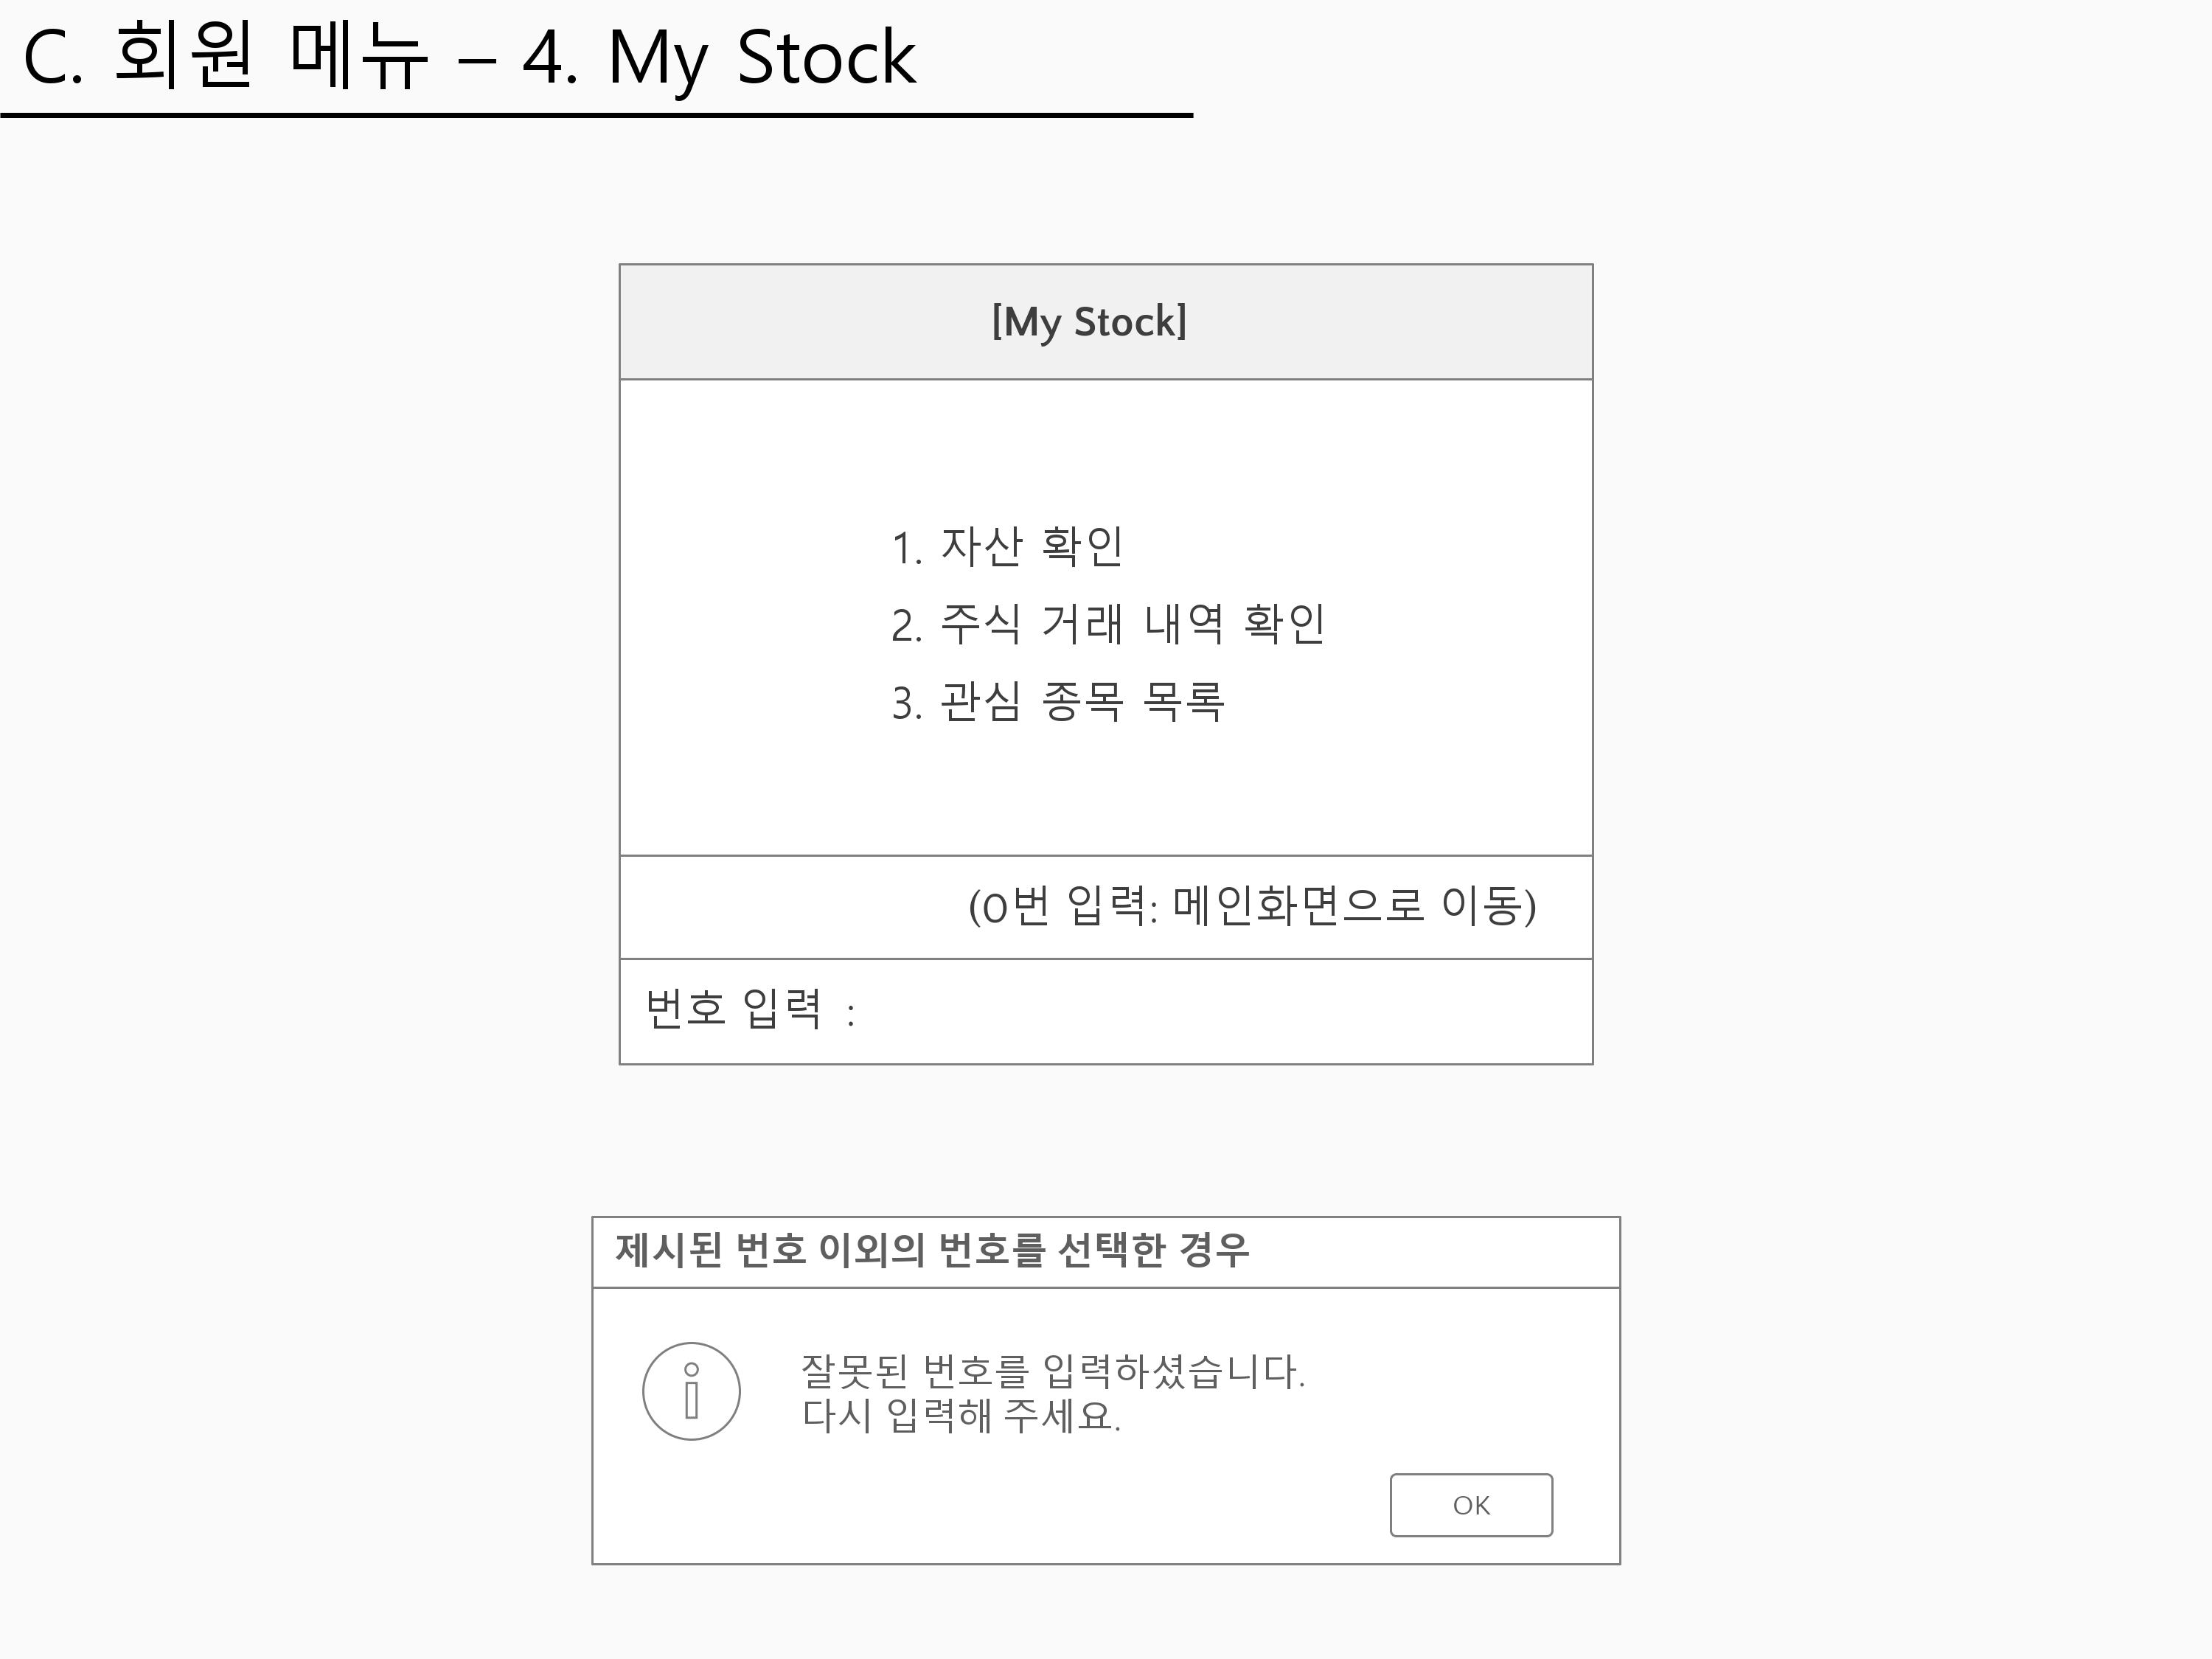 C. 회원 메뉴 – 4. My Stock
[My Stock]
1. 자산 확인
2. 주식 거래 내역 확인
3. 관심 종목 목록
(0번 입력: 메인화면으로 이동)
번호 입력 :
제시된 번호 이외의 번호를 선택한 경우
잘못된 번호를 입력하셨습니다.
다시 입력해 주세요.
OK